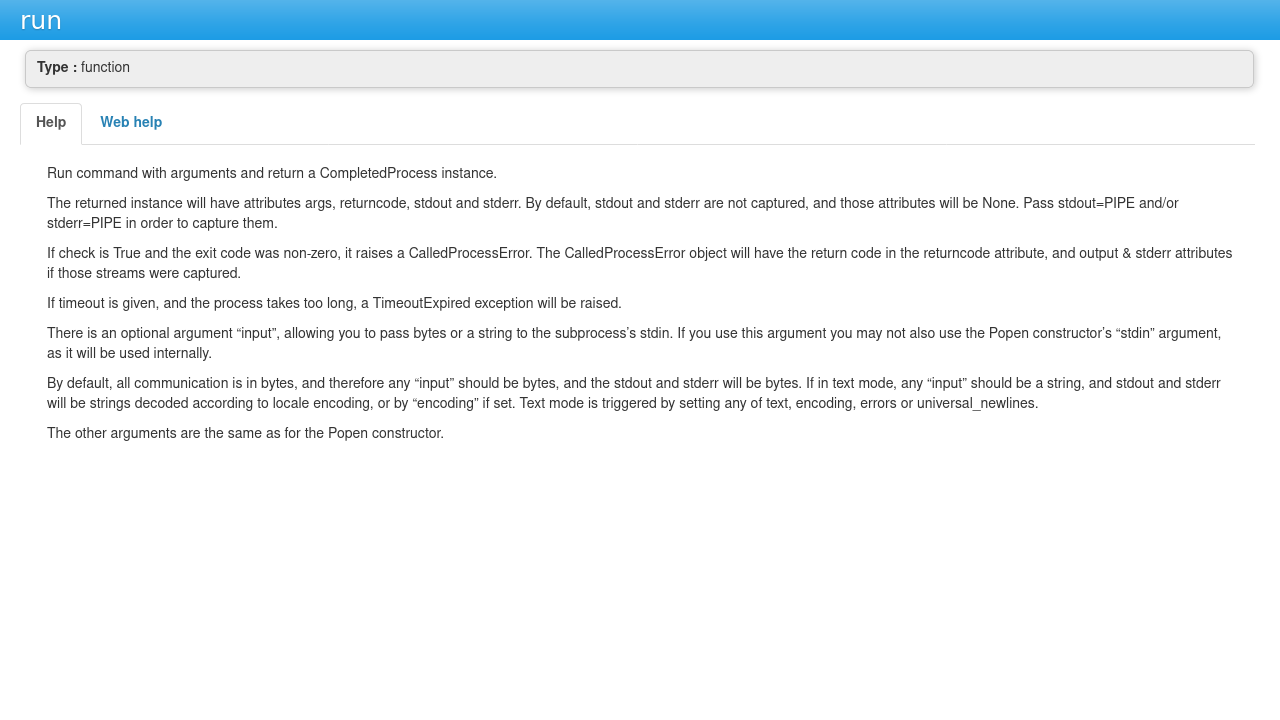 run
Type : function
Help
Web help
Run command with arguments and return a CompletedProcess instance.
The returned instance will have attributes args, returncode, stdout and stderr. By default, stdout and stderr are not captured, and those attributes will be None. Pass stdout=PIPE and/or
stderr=PIPE in order to capture them.
If check is True and the exit code was non-zero, it raises a CalledProcessError. The CalledProcessError object will have the return code in the returncode attribute, and output & stderr attributes
if those streams were captured.
If timeout is given, and the process takes too long, a TimeoutExpired exception will be raised.
There is an optional argument “input”, allowing you to pass bytes or a string to the subprocess’s stdin. If you use this argument you may not also use the Popen constructor’s “stdin” argument,
as it will be used internally.
By default, all communication is in bytes, and therefore any “input” should be bytes, and the stdout and stderr will be bytes. If in text mode, any “input” should be a string, and stdout and stderr
will be strings decoded according to locale encoding, or by “encoding” if set. Text mode is triggered by setting any of text, encoding, errors or universal_newlines.
The other arguments are the same as for the Popen constructor.